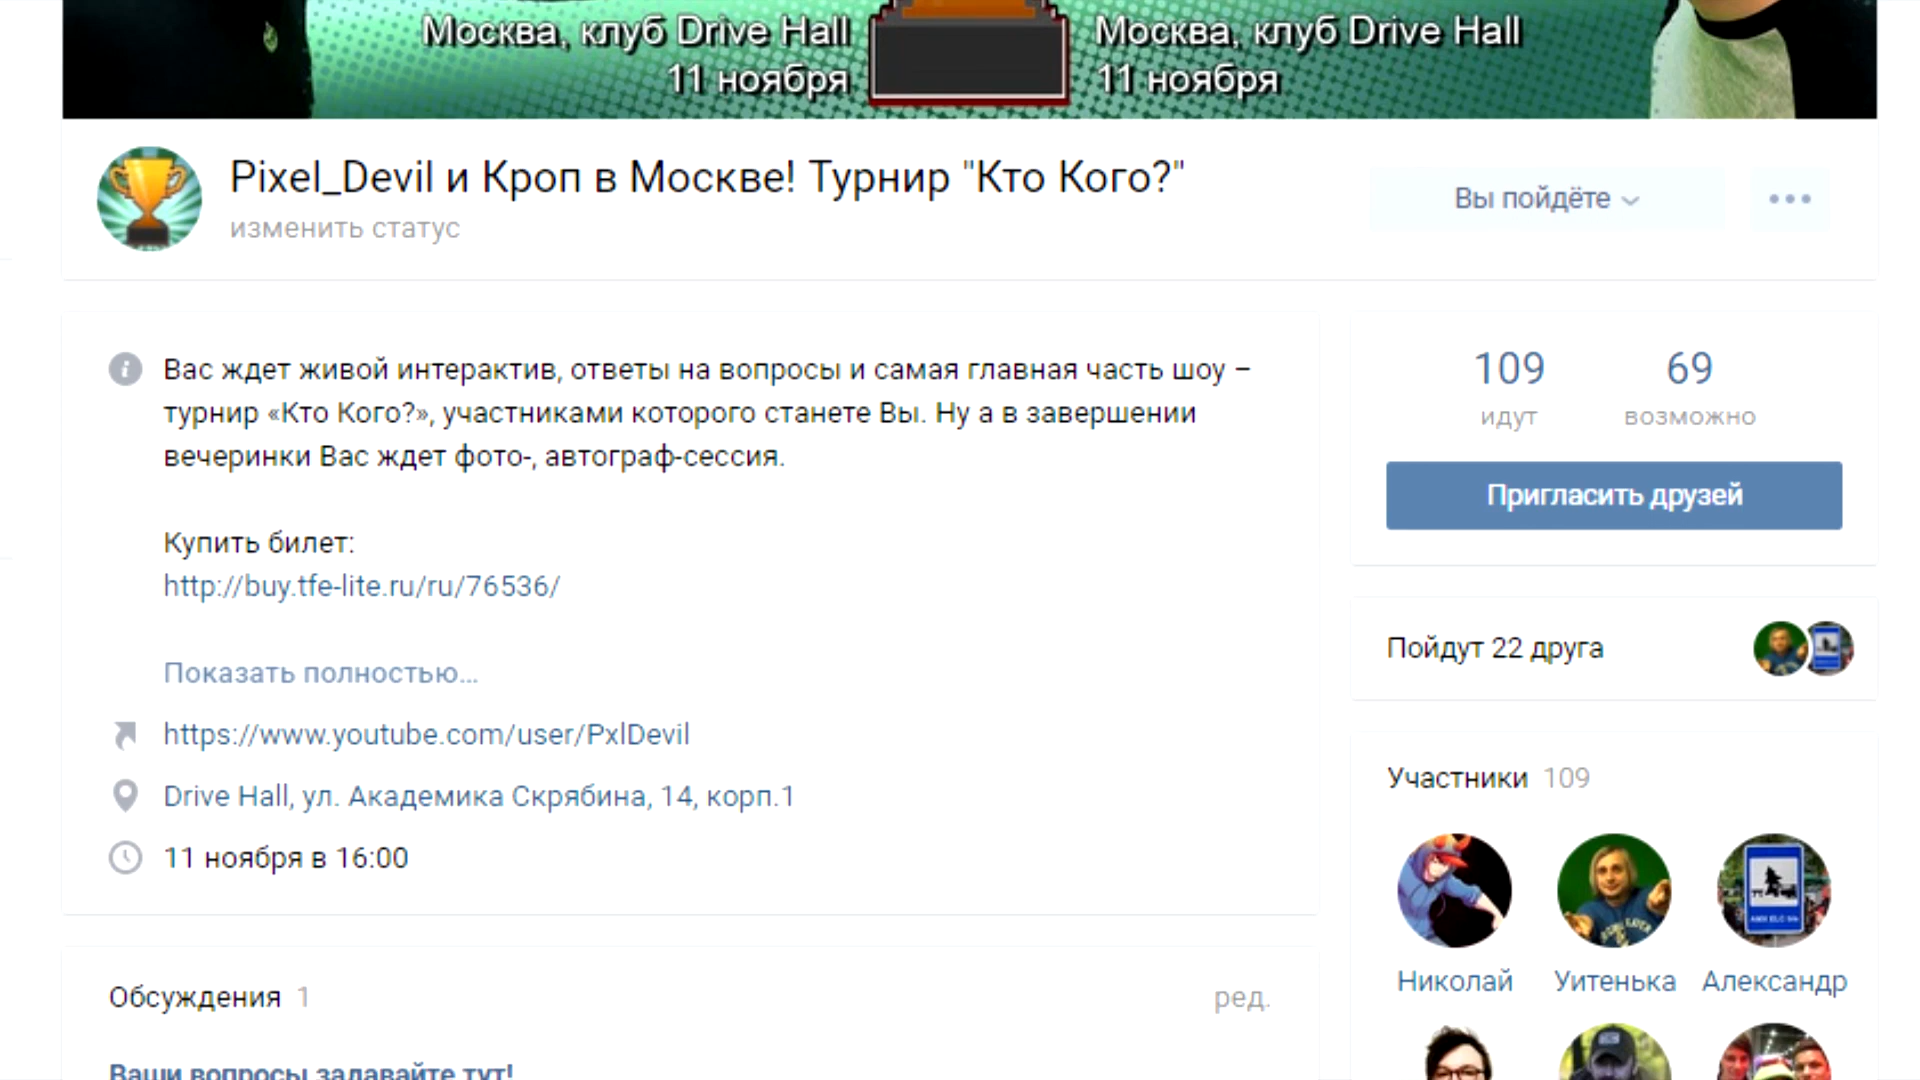 Москва, клуб Drive Hall
11 ноября
Москва, клуб Drive Hall
11 ноября
Pixel_Devil и Кроп в Москве! Турнир "Кто Кого?"
изменить статус
Вы пойдёте
Вас ждет живой интерактив, ответы на вопросы и самая главная часть шоу –
турнир «Кто Кого?», участниками которого станете Вы. Ну а в завершении
вечеринки Вас ждет фото-, автограф-сессия.
Купить билет:
http://buy.tfe-lite.ru/ru/76536/
Показать полностью...
https://www.youtube.com/user/PxlDevil
Drive Hall, ул. Академика Скрябина, 14, корп.1
11 ноября в 16:00
Обсуждения 1
ред.
Ваши вопросы задавайте тут!
109
идут
69
возможно
Пригласить друзей
Пойдут 22 друга
Участники 109
Николай
Уитенька
Александр